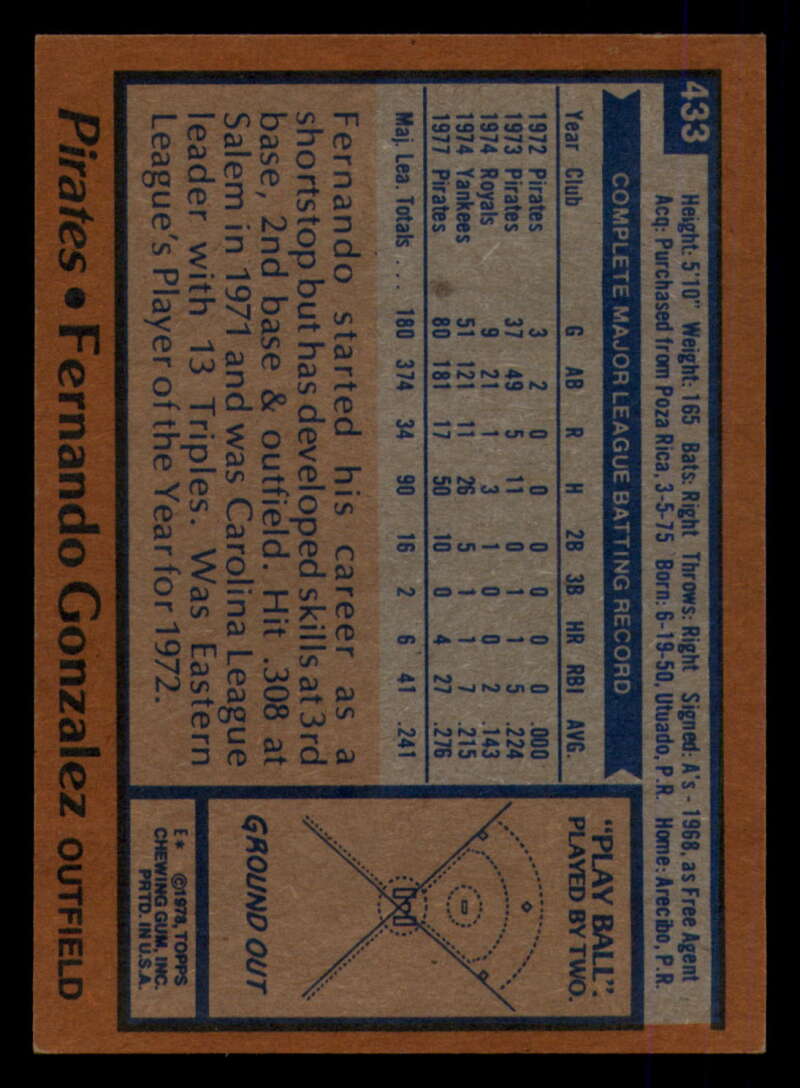 433
Height: 5'10" Weight: 165 Bats: Right Throws: Right Signed: A's - 1968, as Free Agent
Acq: Purchased from Poza Rica, 3-5-75 Born: 6-19-50, Utuado, P.R. Home: Arecibo, P.R.
COMPLETE MAJOR LEAGUE BATTING RECORD
Year Club G AB R H 2B 3B HR RBI AVG.
1972 Pirates 3 2 0 0 0 0 0 0 .000
1973 Pirates 37 49 5 11 0 1 1 5 .224
1974 Royals 9 21 1 3 1 0 0 2 .143
1974 Yankees 51 121 11 26 5 1 1 7 .215
1977 Pirates 80 181 17 50 10 0 4 27 .276
Maj. Lea. Totals ... 180 374 34 90 16 2 6 41 .241
Fernando started his career as a
shortstop but has developed skills at 3rd
base, 2nd base & outfield. Hit .308 at
Salem in 1971 and was Carolina League
leader with 13 Triples. Was Eastern
League's Player of the Year for 1972.
"PLAY BALL":
PLAYED BY TWO.
GROUND OUT
E* ©1978, TOPPS
CHEWING GUM, INC.
PRTD. IN U.S.A.
Pirates • Fernando Gonzalez OUTFIELD